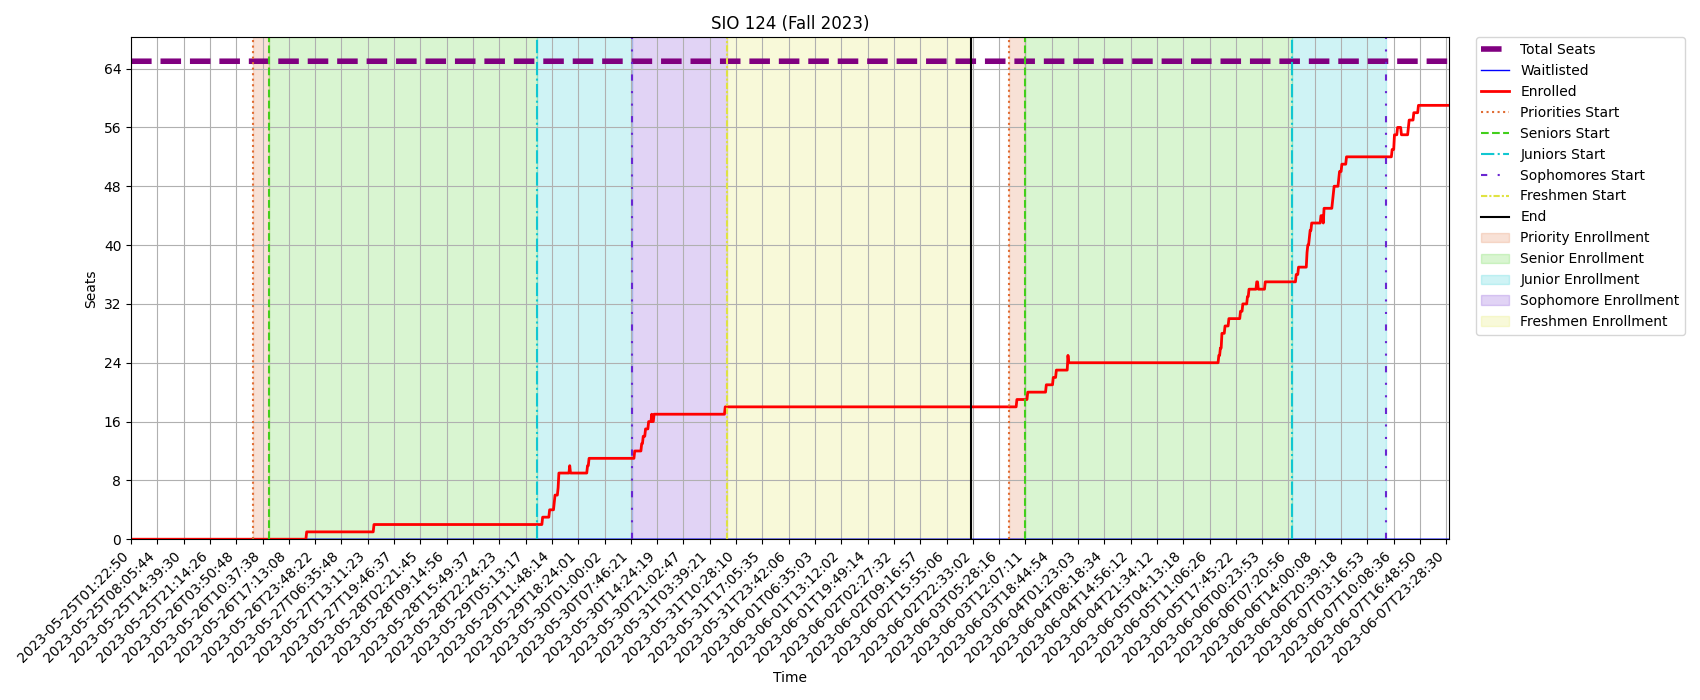 SIO 124 (Fall 2023)
Seats
64
56
48
40
32
24
16
8
0
2023-05-25T01:22:50
2023-05-25T08:05:44
2023-05-25T14:39:30
2023-05-25T21:14:26
2023-05-26T03:50:48
2023-05-26T10:37:38
2023-05-26T17:13:08
2023-05-26T23:48:22
2023-05-27T06:35:48
2023-05-27T13:11:23
2023-05-27T19:46:37
2023-05-28T02:21:45
2023-05-28T09:14:56
2023-05-28T15:49:37
2023-05-28T22:24:23
2023-05-29T05:13:17
2023-05-29T11:48:14
2023-05-29T18:24:01
2023-05-30T01:00:02
2023-05-30T07:46:21
2023-05-30T14:24:19
2023-05-30T21:02:47
2023-05-31T03:39:21
2023-05-31T10:28:10
2023-05-31T17:05:35
2023-05-31T23:42:06
2023-06-01T06:35:03
2023-06-01T13:12:02
2023-06-01T19:49:14
2023-06-02T02:27:32
2023-06-02T09:16:57
2023-06-02T15:55:06
2023-06-02T22:33:02
2023-06-03T05:28:16
2023-06-03T12:07:11
2023-06-03T18:44:54
2023-06-04T01:23:03
2023-06-04T08:18:34
2023-06-04T14:56:12
2023-06-04T21:34:12
2023-06-05T04:13:18
2023-06-05T11:06:26
2023-06-05T17:45:22
2023-06-06T00:23:53
2023-06-06T07:20:56
2023-06-06T14:00:08
2023-06-06T20:39:18
2023-06-07T03:16:53
2023-06-07T10:08:36
2023-06-07T16:48:50
2023-06-07T23:28:30
Time
Total Seats
Waitlisted
Enrolled
Priorities Start
Seniors Start
Juniors Start
Sophomores Start
Freshmen Start
End
Priority Enrollment
Senior Enrollment
Junior Enrollment
Sophomore Enrollment
Freshmen Enrollment